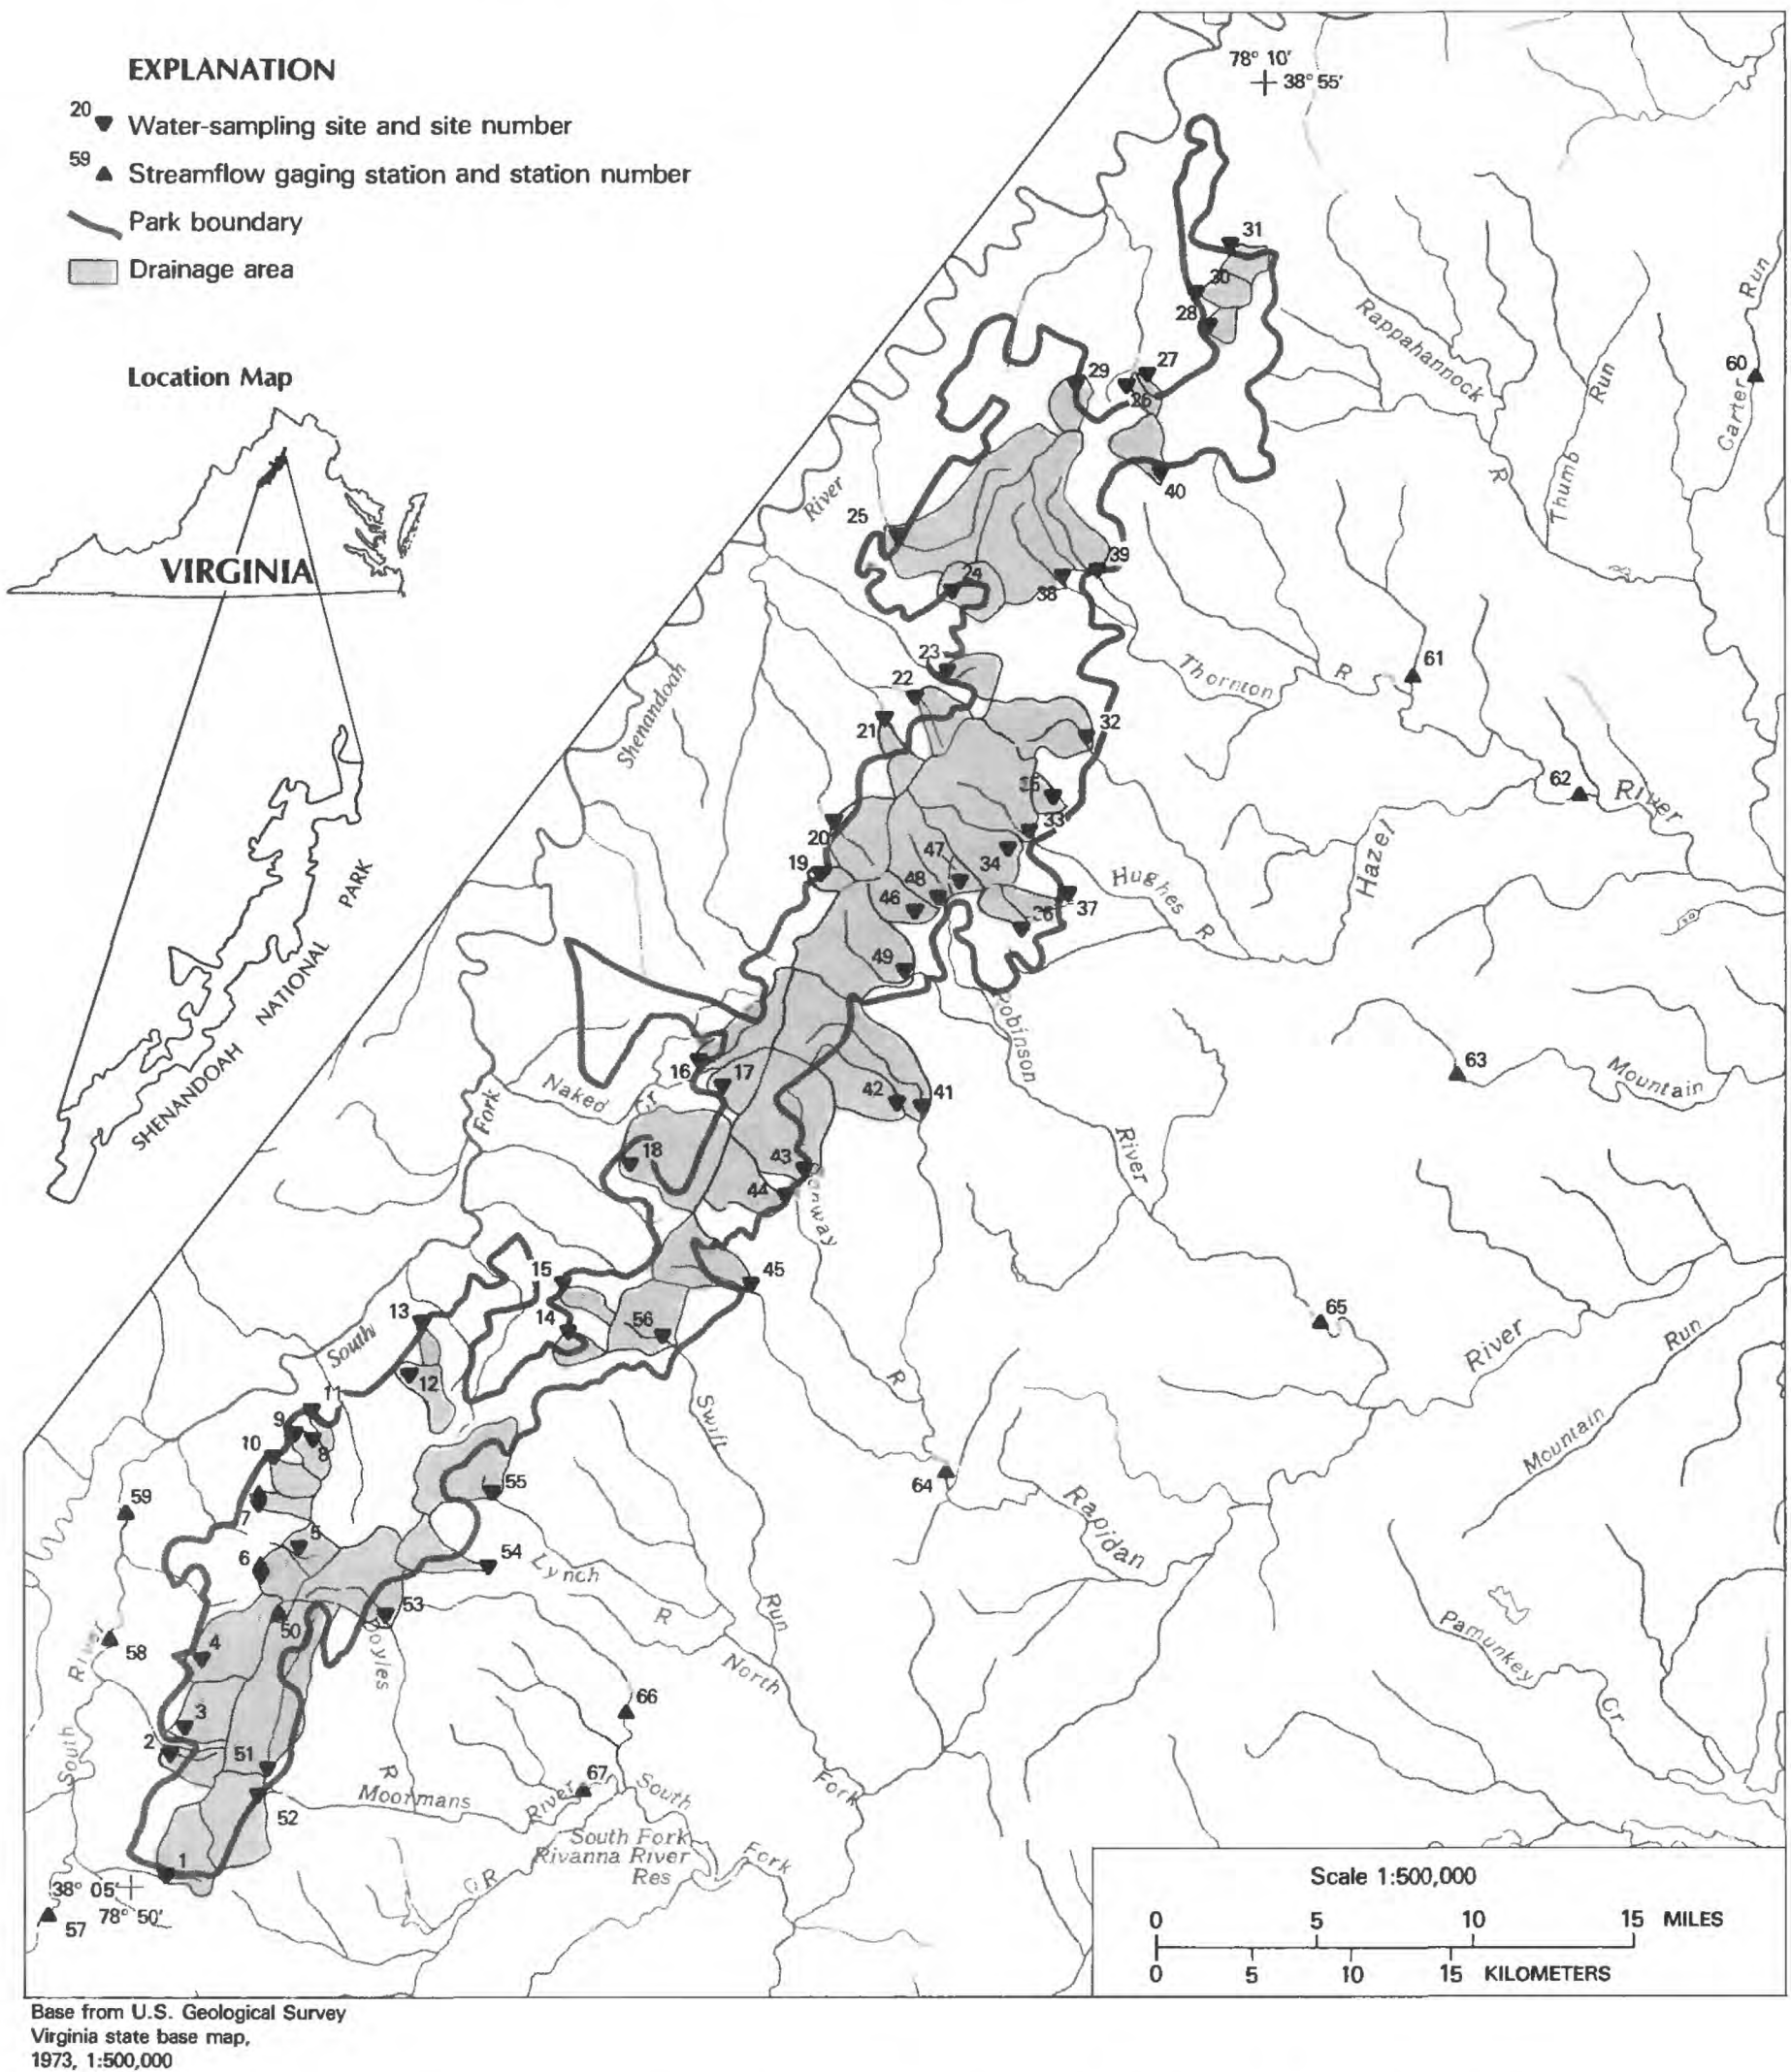 EXPLANATION
20 Water-sampling site and site number
59 Streamflow gaging station and station number
Park boundary
Drainage area
Location Map
VIRGINIA
SHENANDOAH NATIONAL PARK
78° 10'
38° 55'
31
30
28
27
26
29
Rappahannock
R
Thumb Run
Carter Run
60
40
River
25
39
24
38
23
22
21
32
Thornton
R
61
Shenandoah
35
33
20
19
47
34
48
46
36
37
62
River
Hazel
Hughes
R
49
Robinson
River
16
17
42
41
63
Mountain
Naked
Cr
Fork
18
43
44
Conway
R
15
45
13
14
56
65
River
Run
Mountain
South
12
11
9
10
8
55
Swift
Run
64
Rapidan
59
7
5
6
54
Lynch
R
53
50
Doyles
R
4
58
River
South
North
Fork
Pamunkey
Cr
3
2
51
66
67
Moormans
River
South
Fork
52
South Fork
Rivanna River
Res
1
38° 05'
78° 50'
57
R
Scale 1:500,000
0 5 10 15 MILES
0 5 10 15 KILOMETERS
Base from U.S. Geological Survey
Virginia state base map,
1973, 1:500,000